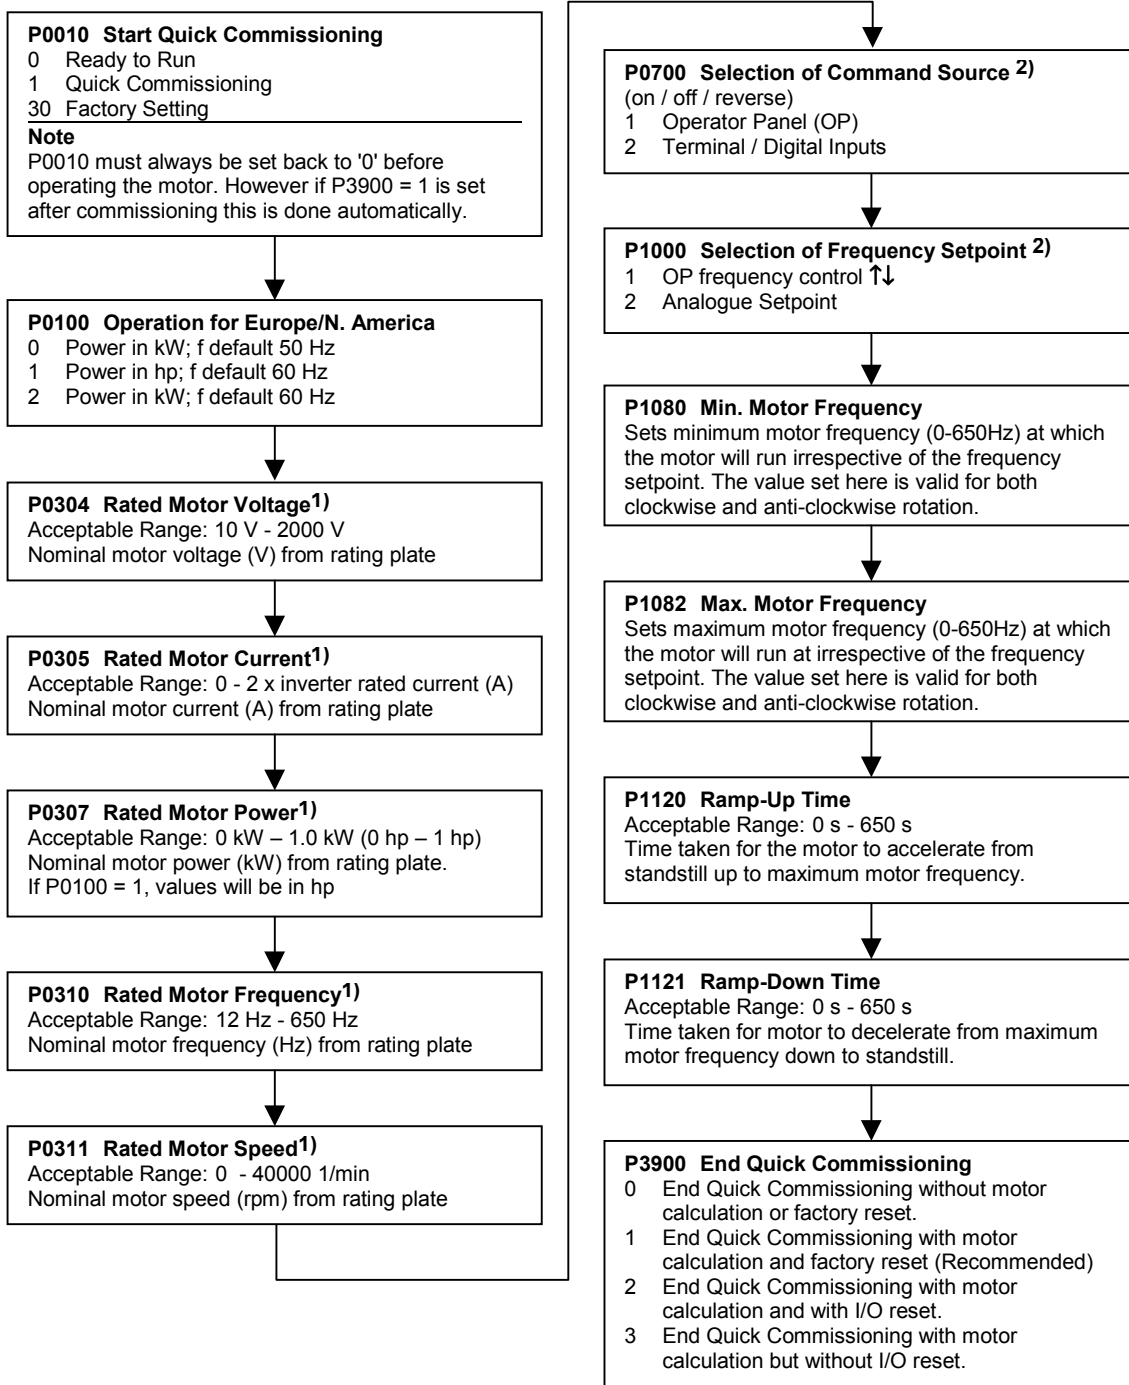 P0010 Start Quick Commissioning
0 Ready to Run
1 Quick Commissioning
30 Factory Setting
Note
P0010 must always be set back to '0' before
operating the motor. However if P3900 = 1 is set
after commissioning this is done automatically.
P0100 Operation for Europe/N. America
0 Power in kW; f default 50 Hz
1 Power in hp; f default 60 Hz
2 Power in kW; f default 60 Hz
P0304 Rated Motor Voltage1)
Acceptable Range: 10 V - 2000 V
Nominal motor voltage (V) from rating plate
P0305 Rated Motor Current1)
Acceptable Range: 0 - 2 x inverter rated current (A)
Nominal motor current (A) from rating plate
P0307 Rated Motor Power1)
Acceptable Range: 0 kW – 1.0 kW (0 hp – 1 hp)
Nominal motor power (kW) from rating plate.
If P0100 = 1, values will be in hp
P0310 Rated Motor Frequency1)
Acceptable Range: 12 Hz - 650 Hz
Nominal motor frequency (Hz) from rating plate
P0311 Rated Motor Speed1)
Acceptable Range: 0 - 40000 1/min
Nominal motor speed (rpm) from rating plate
P0700 Selection of Command Source 2)
(on / off / reverse)
1 Operator Panel (OP)
2 Terminal / Digital Inputs
P1000 Selection of Frequency Setpoint 2)
1 OP frequency control ↑↓
2 Analogue Setpoint
P1080 Min. Motor Frequency
Sets minimum motor frequency (0-650Hz) at which
the motor will run irrespective of the frequency
setpoint. The value set here is valid for both
clockwise and anti-clockwise rotation.
P1082 Max. Motor Frequency
Sets maximum motor frequency (0-650Hz) at which
the motor will run at irrespective of the frequency
setpoint. The value set here is valid for both
clockwise and anti-clockwise rotation.
P1120 Ramp-Up Time
Acceptable Range: 0 s - 650 s
Time taken for the motor to accelerate from
standstill up to maximum motor frequency.
P1121 Ramp-Down Time
Acceptable Range: 0 s - 650 s
Time taken for motor to decelerate from maximum
motor frequency down to standstill.
P3900 End Quick Commissioning
0 End Quick Commissioning without motor
calculation or factory reset.
1 End Quick Commissioning with motor
calculation and factory reset (Recommended)
2 End Quick Commissioning with motor
calculation and with I/O reset.
3 End Quick Commissioning with motor
calculation but without I/O reset.